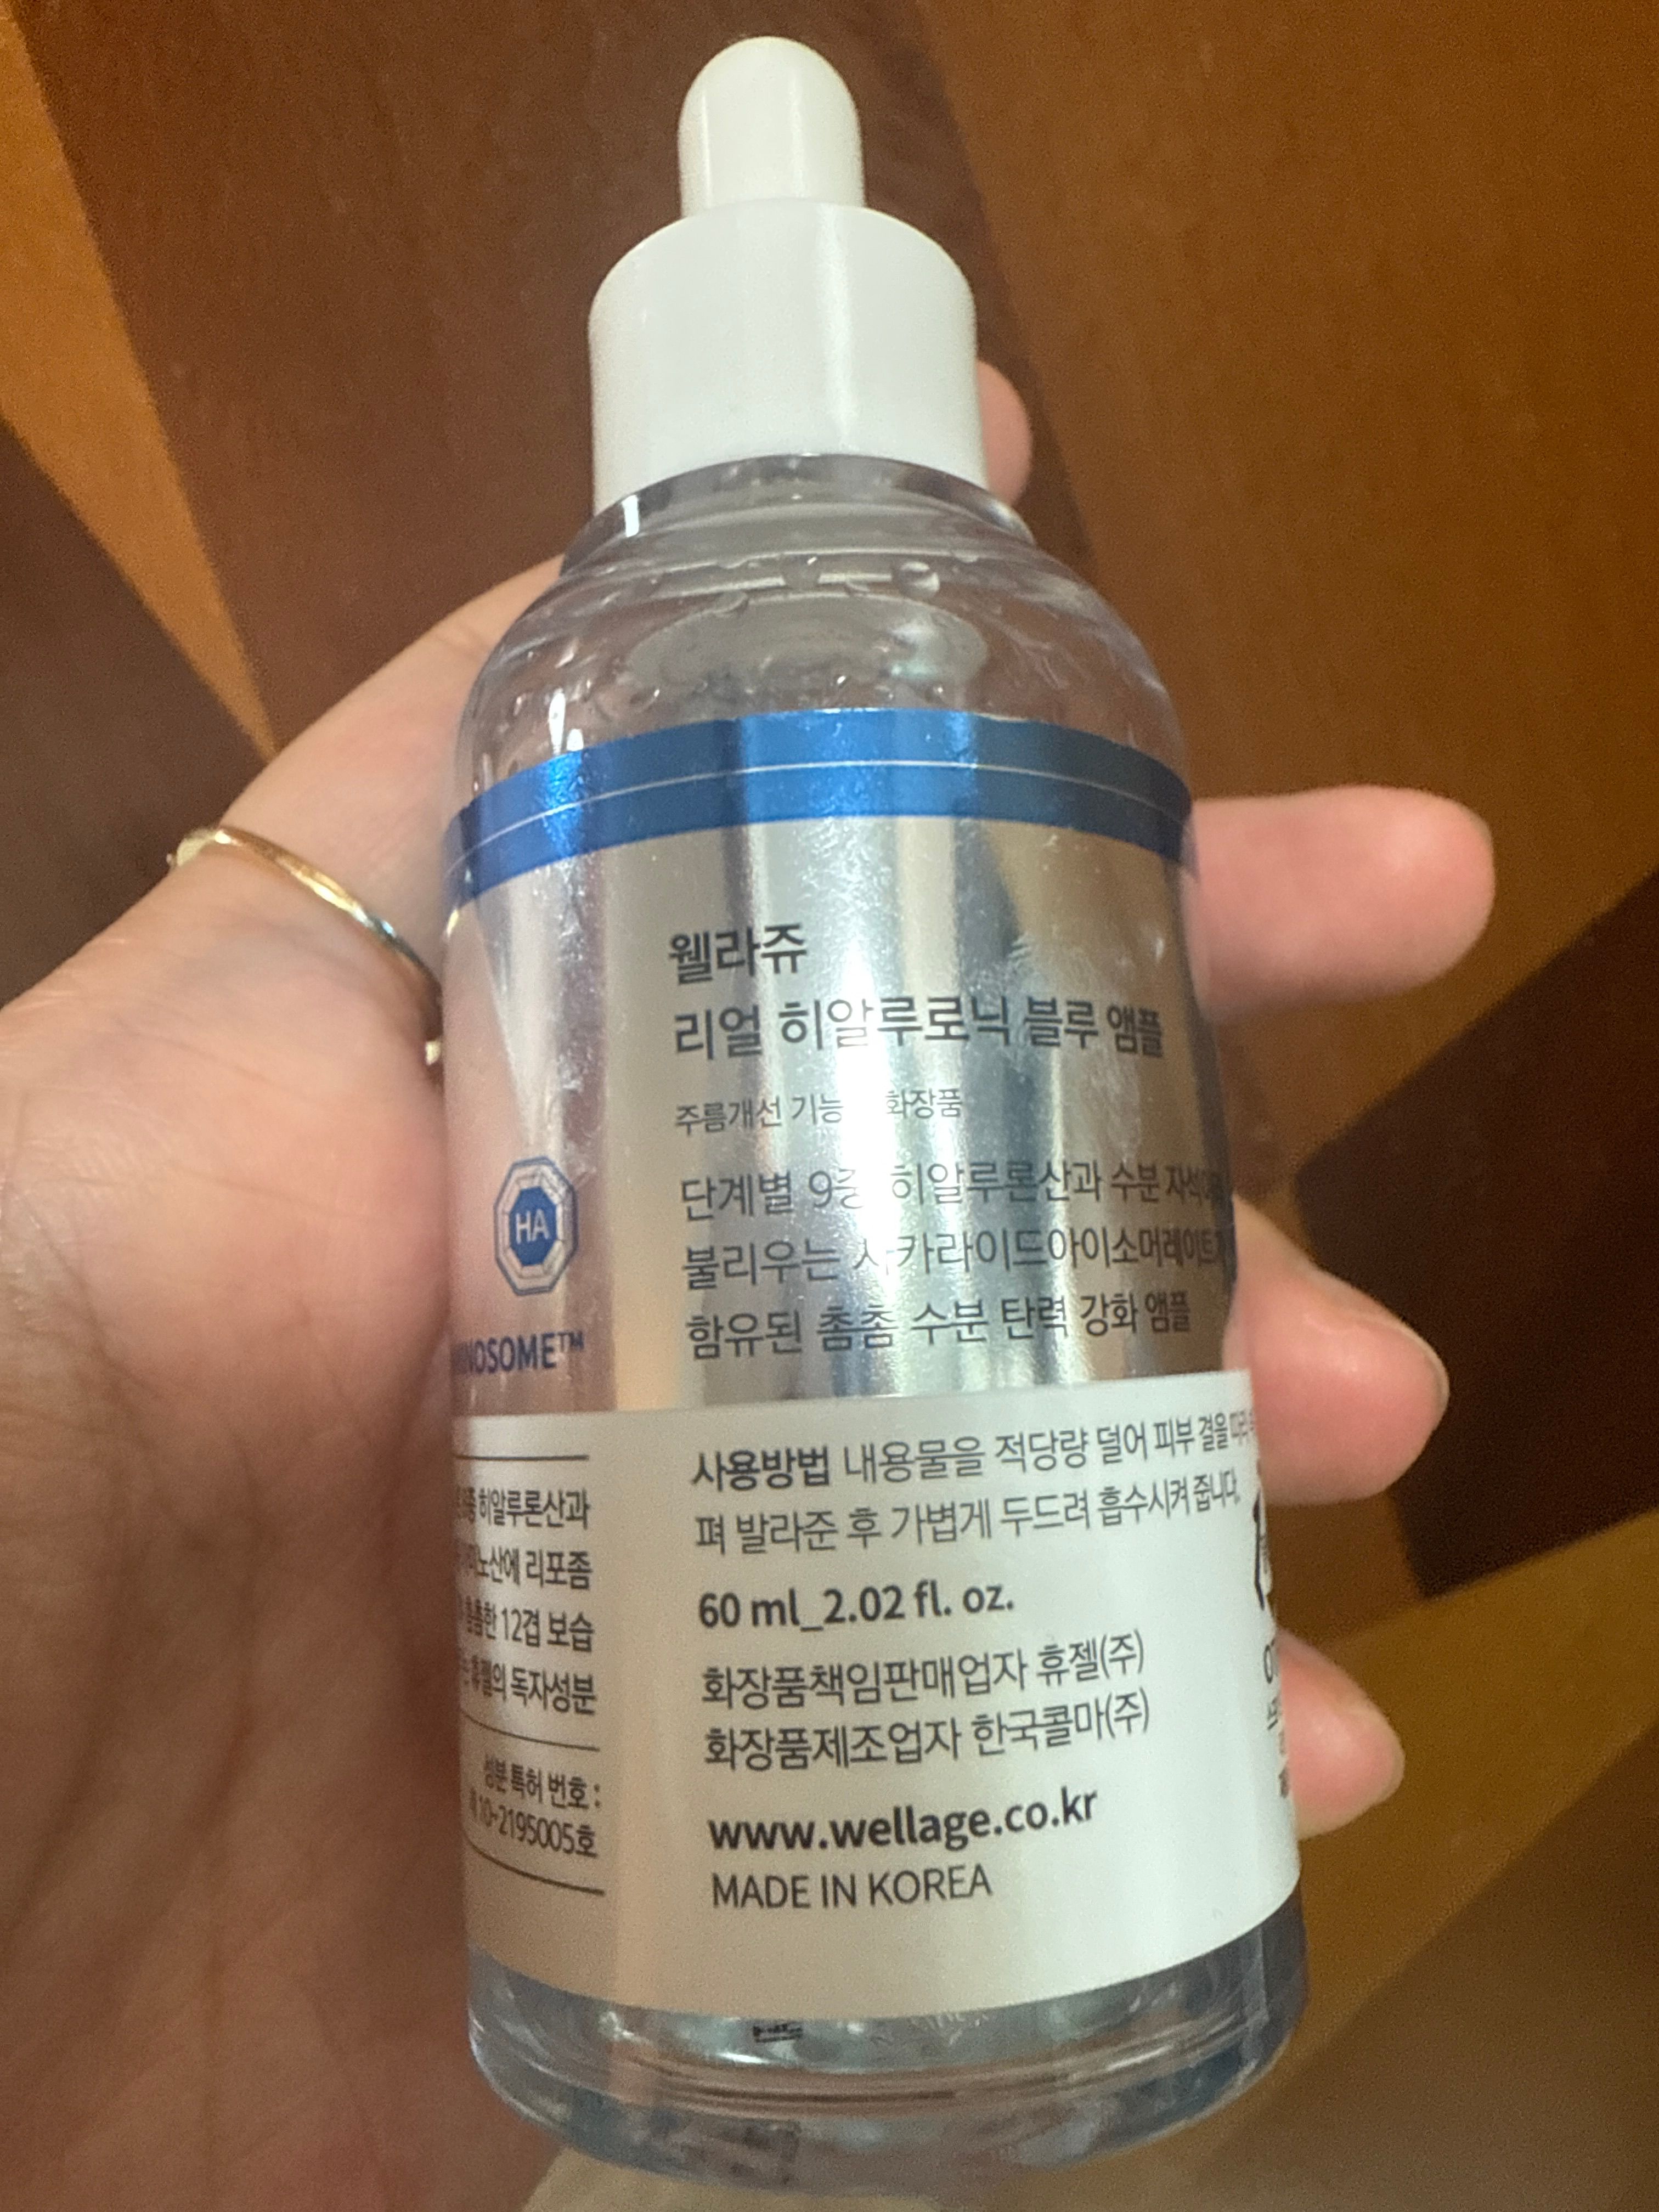 웰라쥬
리얼 히알루로닉 블루 앰플
주름개선 화장품
단계별 9종 히알루론산과 수분 자석
불리우는 사카라이드아이소머레이트
함유된 촘촘 수분 탄력 강화 앰플
사용방법 내용물을 적당량 덜어 피부 결을 따라
펴 발라준 후 가볍게 두드려 흡수시켜 줍니다.
60 ml_2.02 fl. oz.
화장품책임판매업자 휴젤(주)
화장품제조업자 한국콜마(주)
www.wellage.co.kr
MADE IN KOREA
HA
히알루론산과
리포좀
12겹 보습
휴젤의 독자성분
성분 특허 번호 :
제 10-2195005호